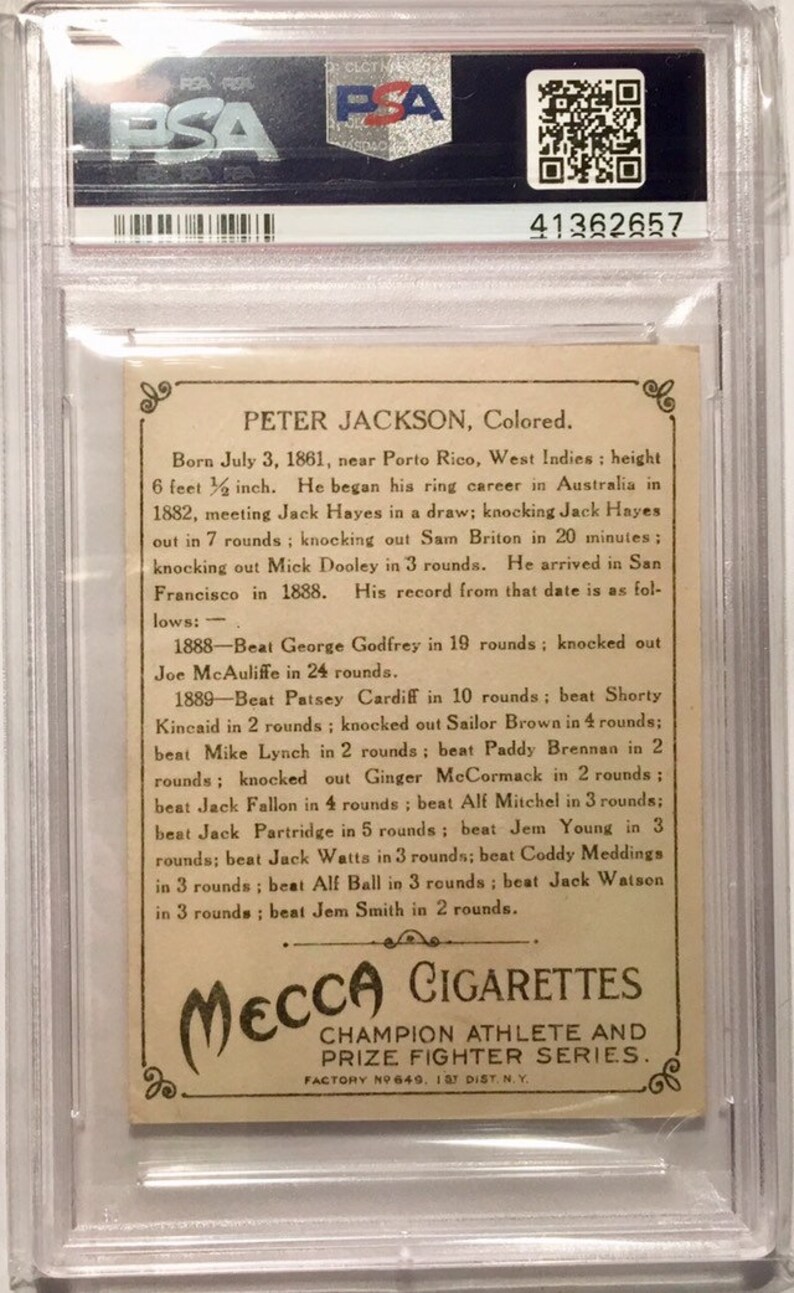 PSA PSA PSA
PSA
PSA
PSA PSA PSA
41362657
PETER JACKSON, Colored.
Born July 3, 1861, near Porto Rico, West Indies ; height
6 feet ½ inch. He began his ring career in Australia in
1882, meeting Jack Hayes in a draw; knocking Jack Hayes
out in 7 rounds ; knocking out Sam Briton in 20 minutes ;
knocking out Mick Dooley in 3 rounds. He arrived in San
Francisco in 1888. His record from that date is as fol-
lows: — .
1888—Beat George Godfrey in 19 rounds ; knocked out
Joe McAuliffe in 24 rounds.
1889—Beat Patsey Cardiff in 10 rounds ; beat Shorty
Kincaid in 2 rounds ; knocked out Sailor Brown in 4 rounds;
beat Mike Lynch in 2 rounds ; beat Paddy Brennan in 2
rounds ; knocked out Ginger McCormack in 2 rounds ;
beat Jack Fallon in 4 rounds ; beat Alf Mitchel in 3 rounds;
beat Jack Partridge in 5 rounds ; beat Jem Young in 3
rounds; beat Jack Watts in 3 rounds; beat Coddy Meddings
in 3 rounds ; beat Alf Ball in 3 rounds ; beat Jack Watson
in 3 rounds ; beat Jem Smith in 2 rounds.
MECCA CIGARETTES
CHAMPION ATHLETE AND
PRIZE FIGHTER SERIES.
FACTORY No 649. 1ST DIST. N.Y.